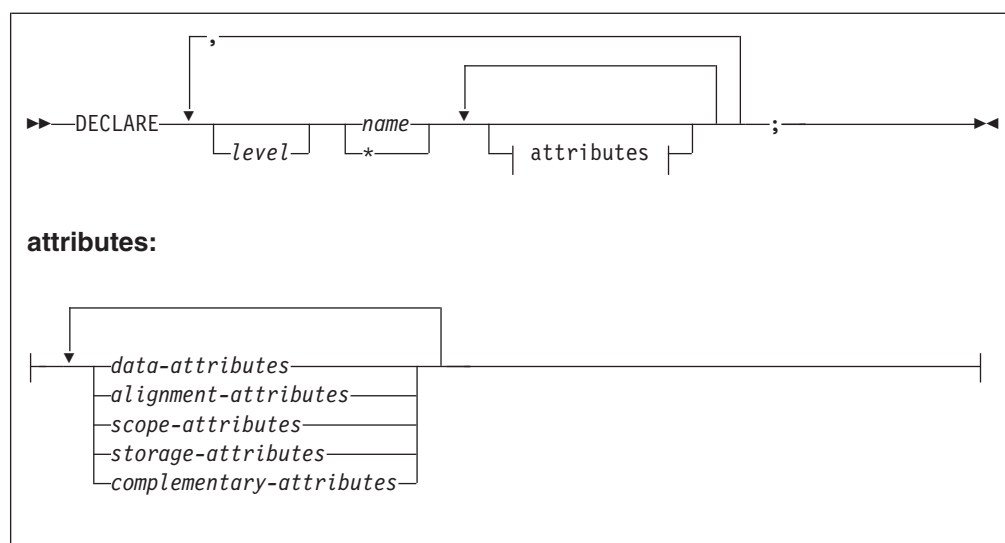 ,
DECLARE level name attributes ;
*
attributes:
data-attributes
alignment-attributes
scope-attributes
storage-attributes
complementary-attributes